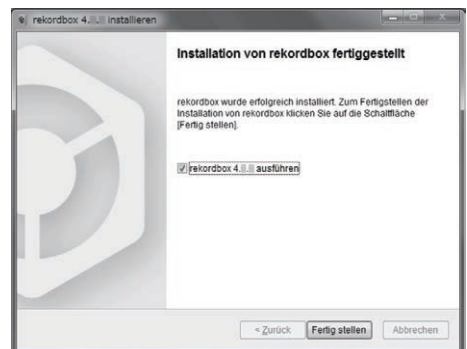 rekordbox 4. installieren
Installation von rekordbox fertiggestellt
rekordbox wurde erfolgreich installiert. Zum Fertigstellen der
Installation von rekordbox klicken Sie auf die Schaltfläche
[Fertig stellen].
rekordbox 4. ausführen
< Zurück Fertig stellen Abbrechen